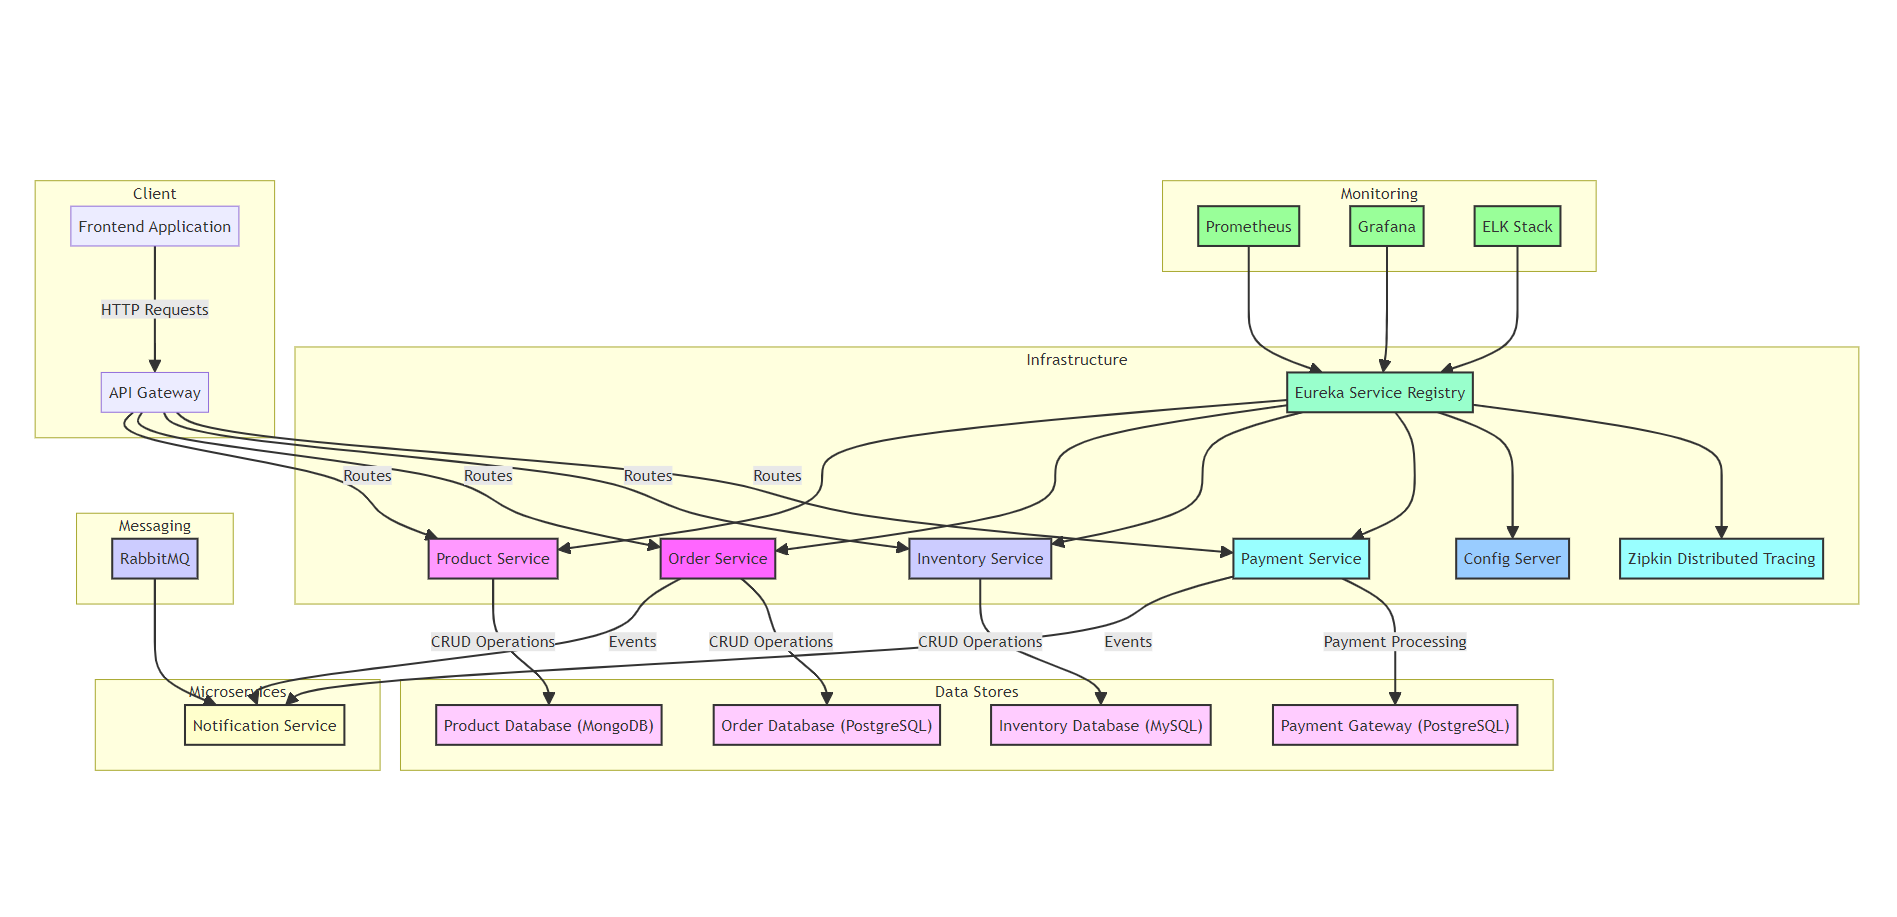 Client
Frontend Application
HTTP Requests
API Gateway
Monitoring
Prometheus
Grafana
ELK Stack
Infrastructure
Eureka Service Registry
Routes
Routes
Routes
Routes
Messaging
RabbitMQ
Product Service
Order Service
Inventory Service
Payment Service
Config Server
Zipkin Distributed Tracing
CRUD Operations
Events
CRUD Operations
CRUD Operations
Events
Payment Processing
Microservices
Notification Service
Data Stores
Product Database (MongoDB)
Order Database (PostgreSQL)
Inventory Database (MySQL)
Payment Gateway (PostgreSQL)